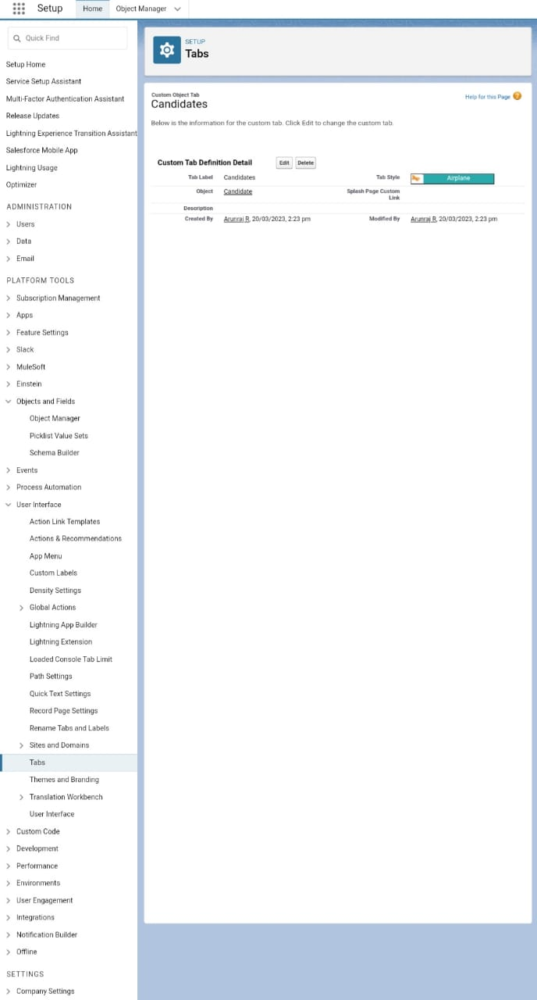 Setup
Home
Object Manager
Quick Find
Setup Home
Service Setup Assistant
Multi-Factor Authentication Assistant
Release Updates
Lightning Experience Transition Assistant
Salesforce Mobile App
Lightning Usage
Optimizer
ADMINISTRATION
Users
Data
Email
PLATFORM TOOLS
Subscription Management
Apps
Feature Settings
Slack
MuleSoft
Einstein
Objects and Fields
Object Manager
Picklist Value Sets
Schema Builder
Events
Process Automation
User Interface
Action Link Templates
Actions & Recommendations
App Menu
Custom Labels
Density Settings
Global Actions
Lightning App Builder
Lightning Extension
Loaded Console Tab Limit
Path Settings
Quick Text Settings
Record Page Settings
Rename Tabs and Labels
Sites and Domains
Tabs
Themes and Branding
Translation Workbench
User Interface
Custom Code
Development
Performance
Environments
User Engagement
Integrations
Notification Builder
Offline
SETTINGS
Company Settings
SETUP
Tabs
Custom Object Tab
Candidates
Help for this Page ?
Below is the information for the custom tab. Click Edit to change the custom tab.
Custom Tab Definition Detail Edit Delete
Tab Label Candidates Tab Style Airplane
Object Candidate Splash Page Custom
Link
Description
Created By Arunraj R, 20/03/2023, 2:23 pm Modified By Arunraj R, 20/03/2023, 2:23 pm